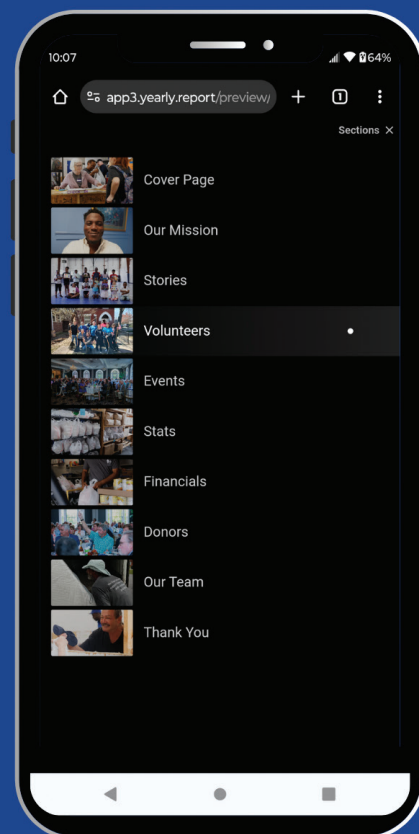 10:07
64%
app3.yearly.report/preview/
1
Sections ×
Cover Page
Our Mission
Stories
Volunteers
Events
Stats
Financials
Donors
Our Team
Thank You